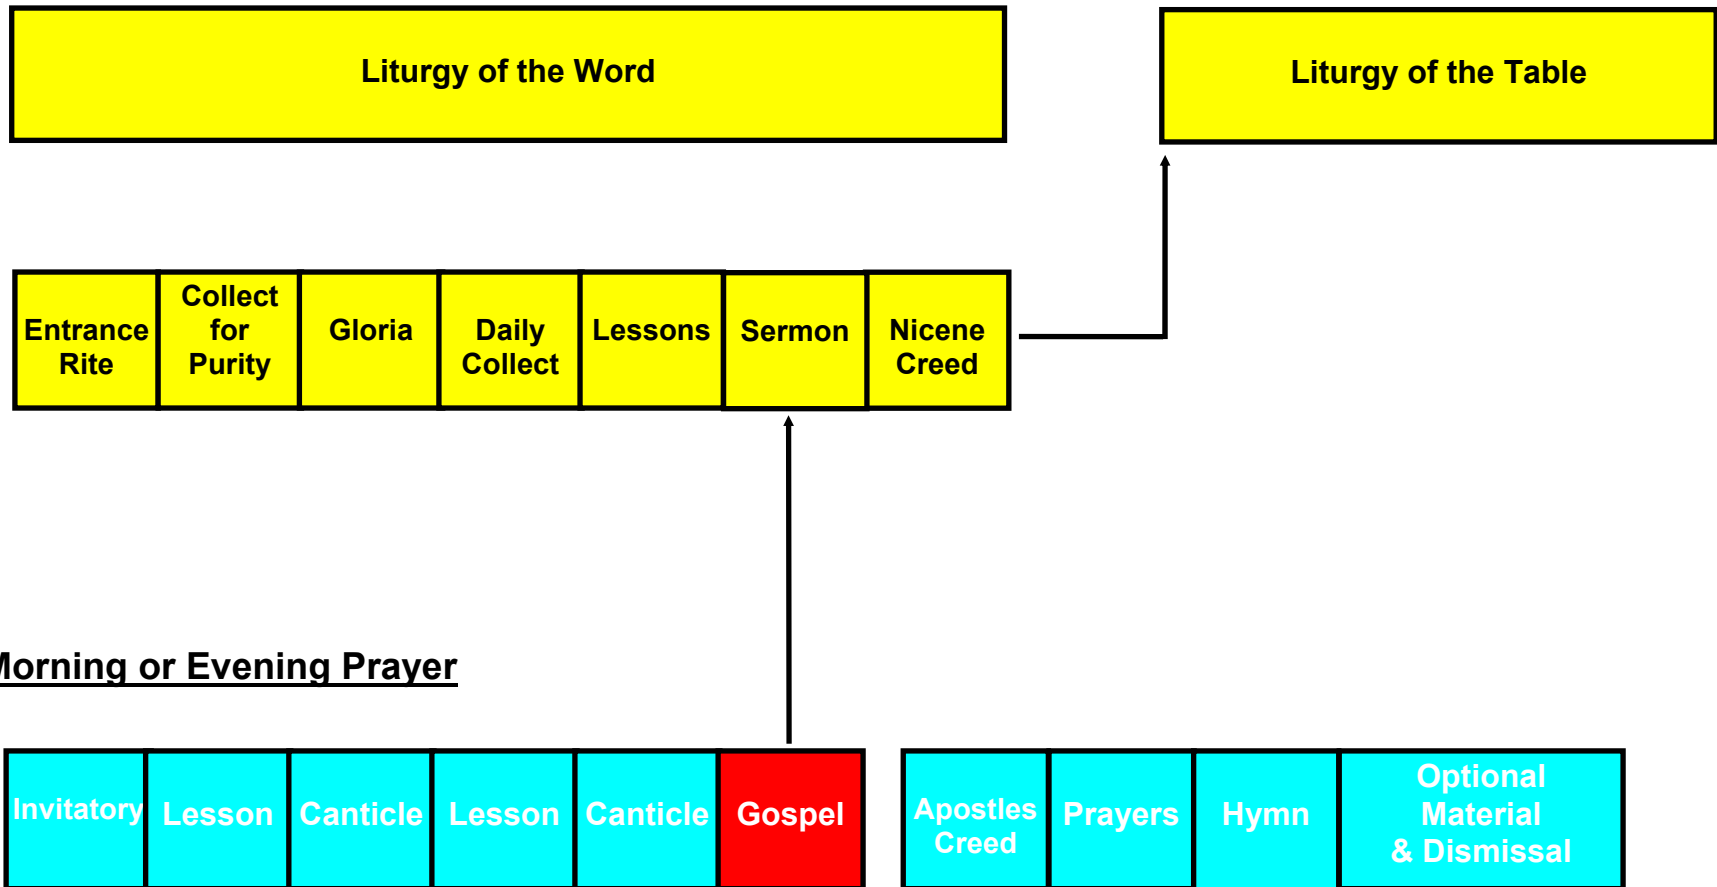 Liturgy of the Word
Liturgy of the Table
Entrance
Rite
Collect
for
Purity
Gloria
Daily
Collect
Lessons
Sermon
Nicene
Creed
Morning or Evening Prayer
Invitatory
Lesson
Canticle
Lesson
Canticle
Gospel
Apostles
Creed
Prayers
Hymn
Optional
Material
& Dismissal